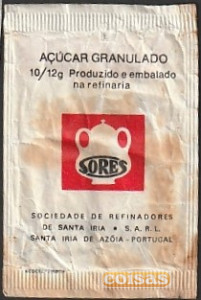 AÇÚCAR GRANULADO
10/12g Produzido e embalado
na refinaria
SORES
SOCIEDADE DE REFINADORES
DE SANTA IRIA • S. A. R. L.
SANTA IRIA DE AZÓIA - PORTUGAL
coisas